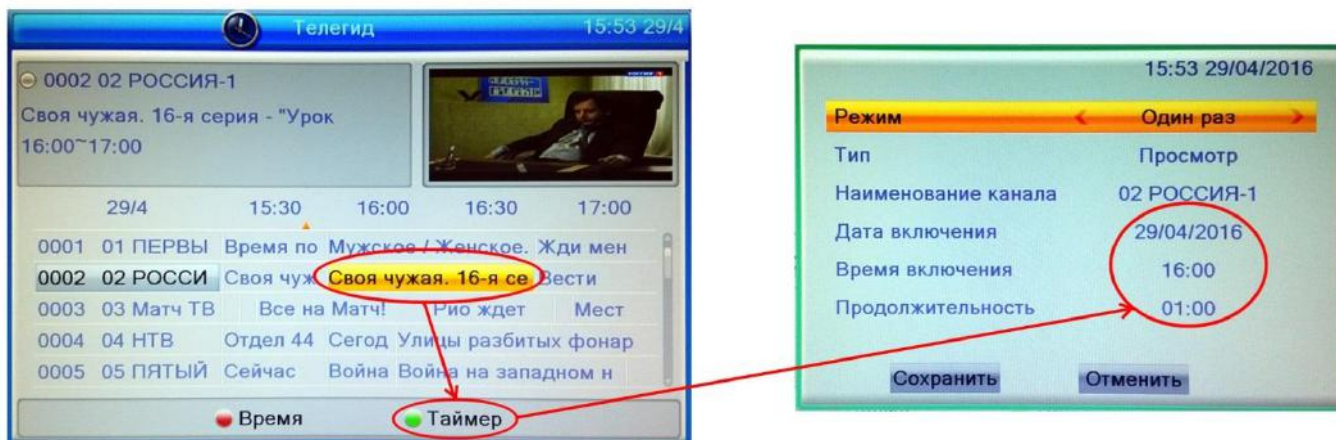 Телегид 15:53 29/4
0002 02 РОССИЯ-1
Своя чужая. 16-я серия - "Урок
16:00~17:00
29/4 15:30 16:00 16:30 17:00
0001 01 ПЕРВЫ Время по Мужское / Женское. Жди мен
0002 02 РОССИ Своя чуж Своя чужая. 16-я се Вести
0003 03 Матч ТВ Все на Матч! Рио ждет Мест
0004 04 НТВ Отдел 44 Сегод Улицы разбитых фонар
0005 05 ПЯТЫЙ Сейчас Война Война на западном н
Время Таймер
15:53 29/04/2016
Режим Один раз
Тип Просмотр
Наименование канала 02 РОССИЯ-1
Дата включения 29/04/2016
Время включения 16:00
Продолжительность 01:00
Сохранить Отменить